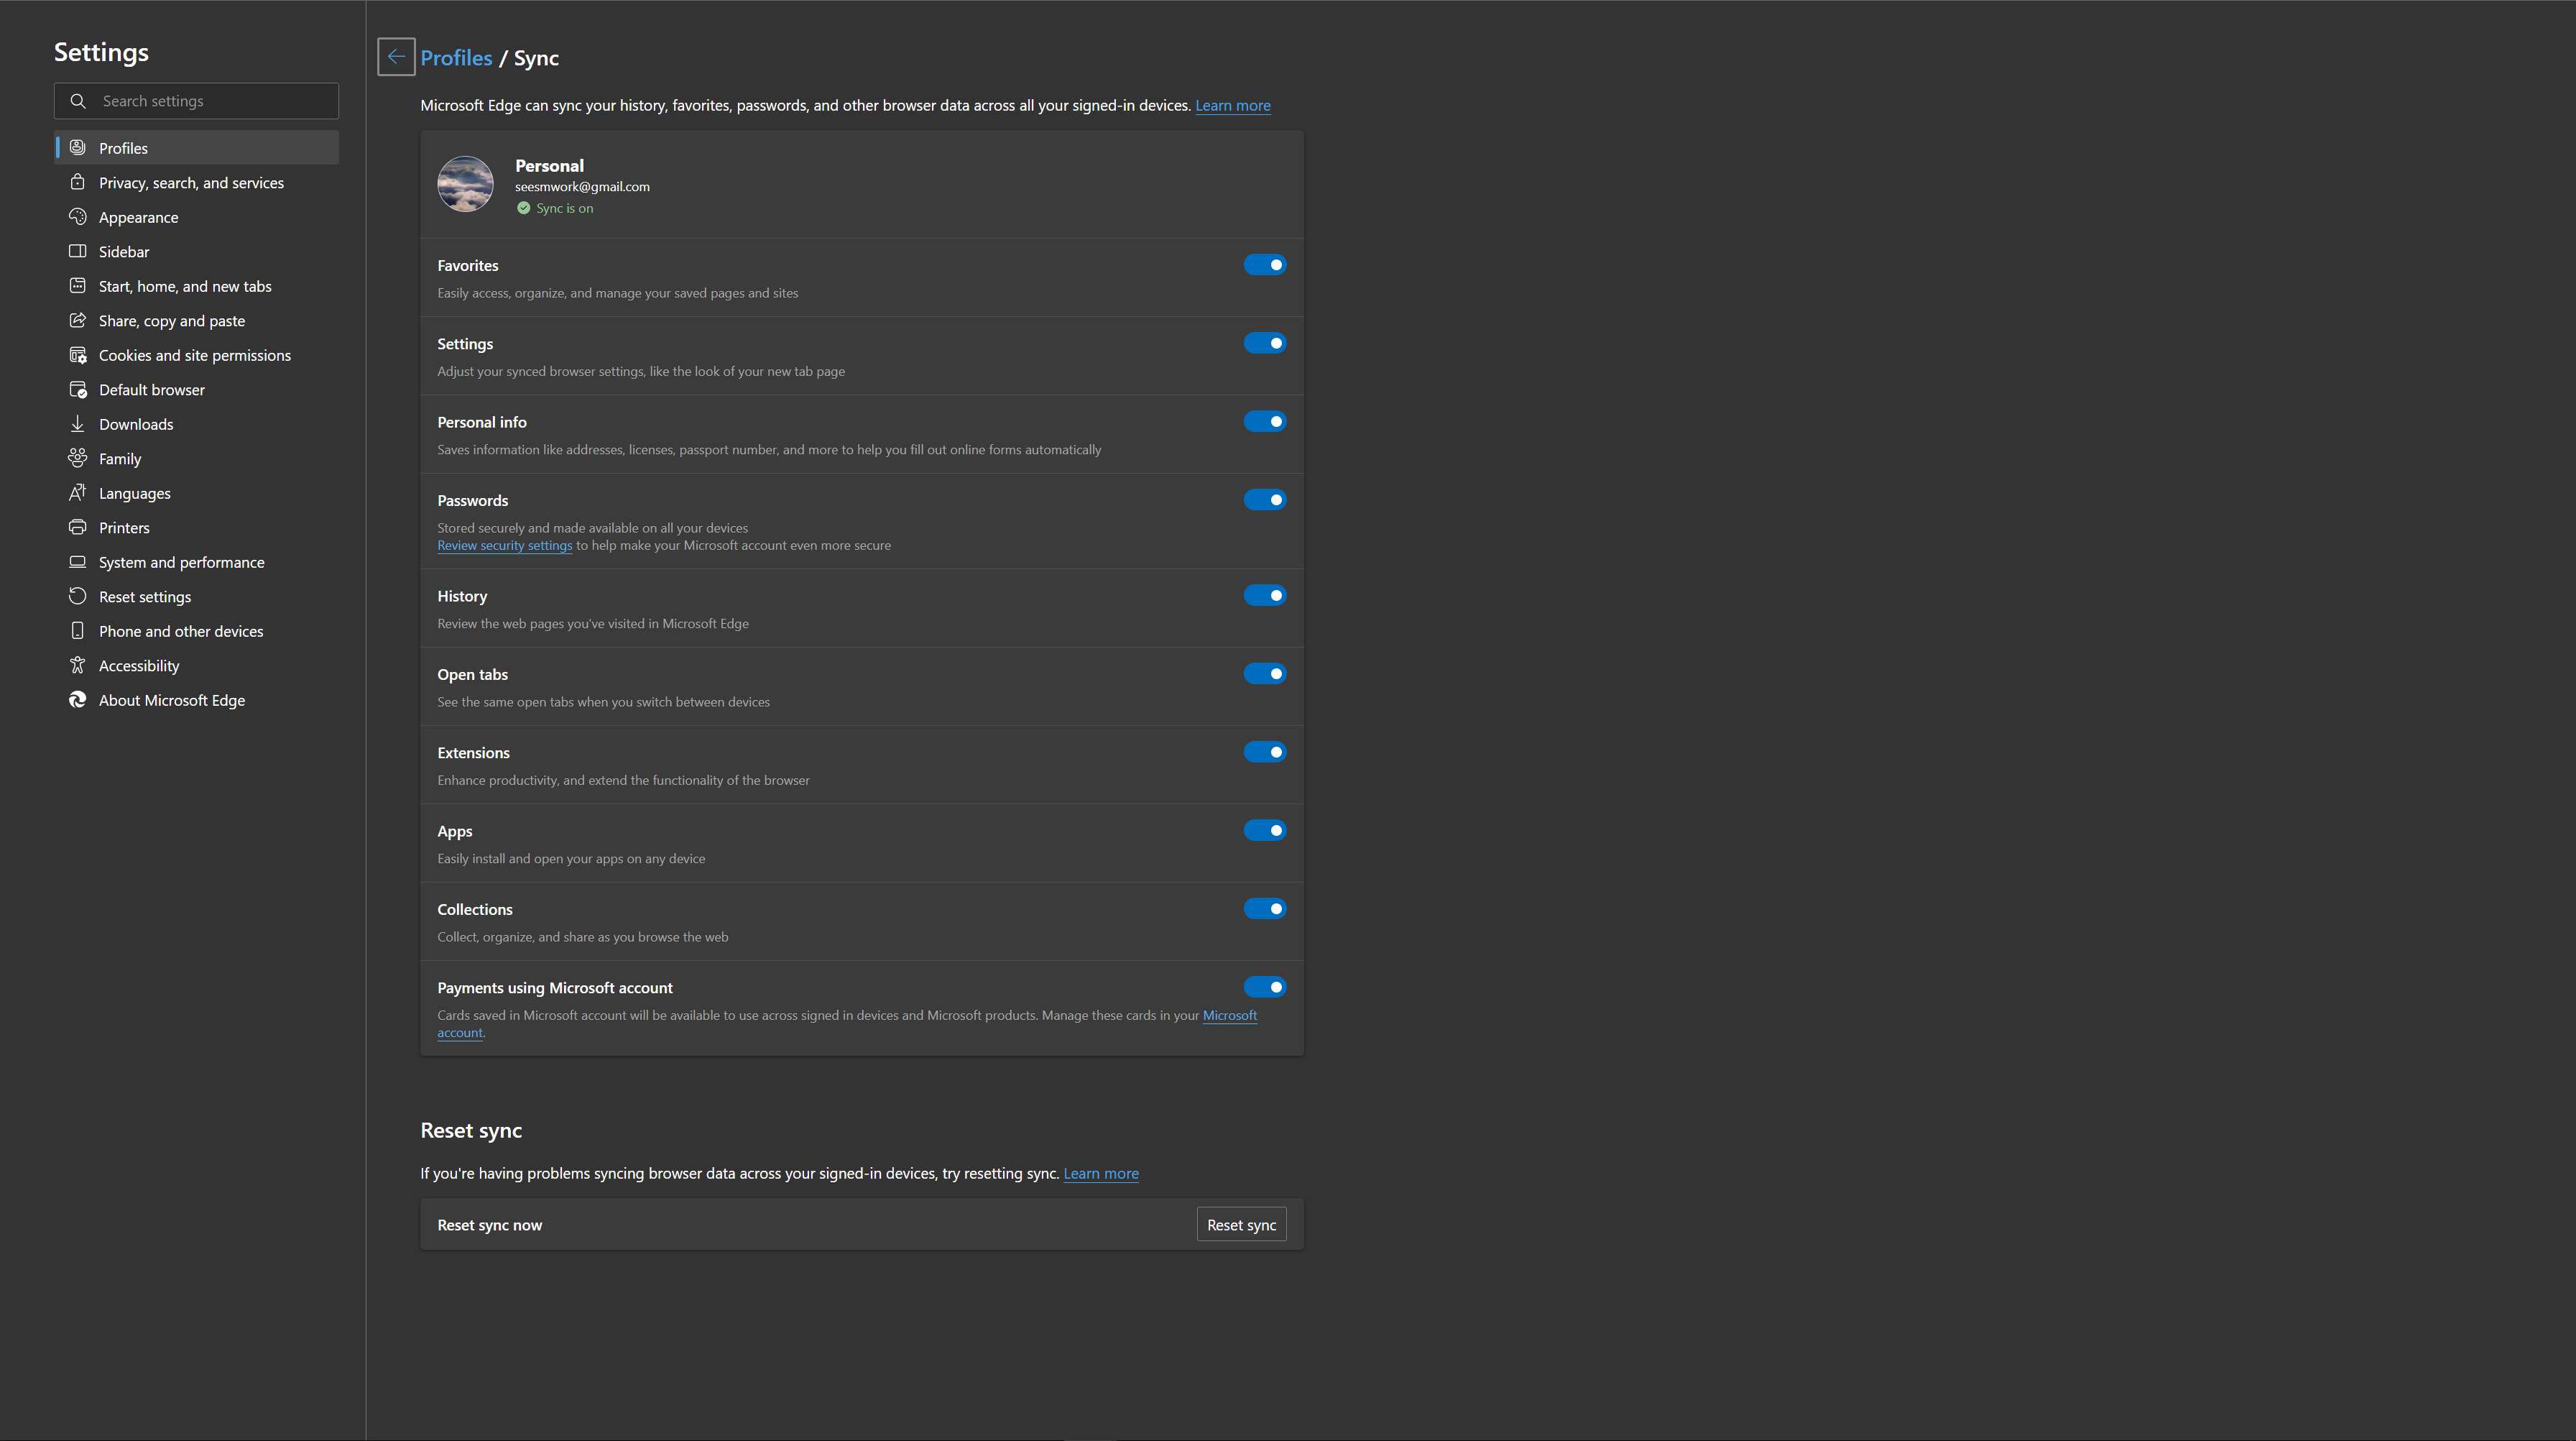 Settings
Search settings
Profiles
Privacy, search, and services
Appearance
Sidebar
Start, home, and new tabs
Share, copy and paste
Cookies and site permissions
Default browser
Downloads
Family
Languages
Printers
System and performance
Reset settings
Phone and other devices
Accessibility
About Microsoft Edge
Profiles / Sync
Microsoft Edge can sync your history, favorites, passwords, and other browser data across all your signed-in devices. Learn more
Personal
seesmwork@gmail.com
Sync is on
Favorites
Easily access, organize, and manage your saved pages and sites
Settings
Adjust your synced browser settings, like the look of your new tab page
Personal info
Saves information like addresses, licenses, passport number, and more to help you fill out online forms automatically
Passwords
Stored securely and made available on all your devices
Review security settings to help make your Microsoft account even more secure
History
Review the web pages you've visited in Microsoft Edge
Open tabs
See the same open tabs when you switch between devices
Extensions
Enhance productivity, and extend the functionality of the browser
Apps
Easily install and open your apps on any device
Collections
Collect, organize, and share as you browse the web
Payments using Microsoft account
Cards saved in Microsoft account will be available to use across signed in devices and Microsoft products. Manage these cards in your Microsoft
account.
Reset sync
If you're having problems syncing browser data across your signed-in devices, try resetting sync. Learn more
Reset sync now
Reset sync